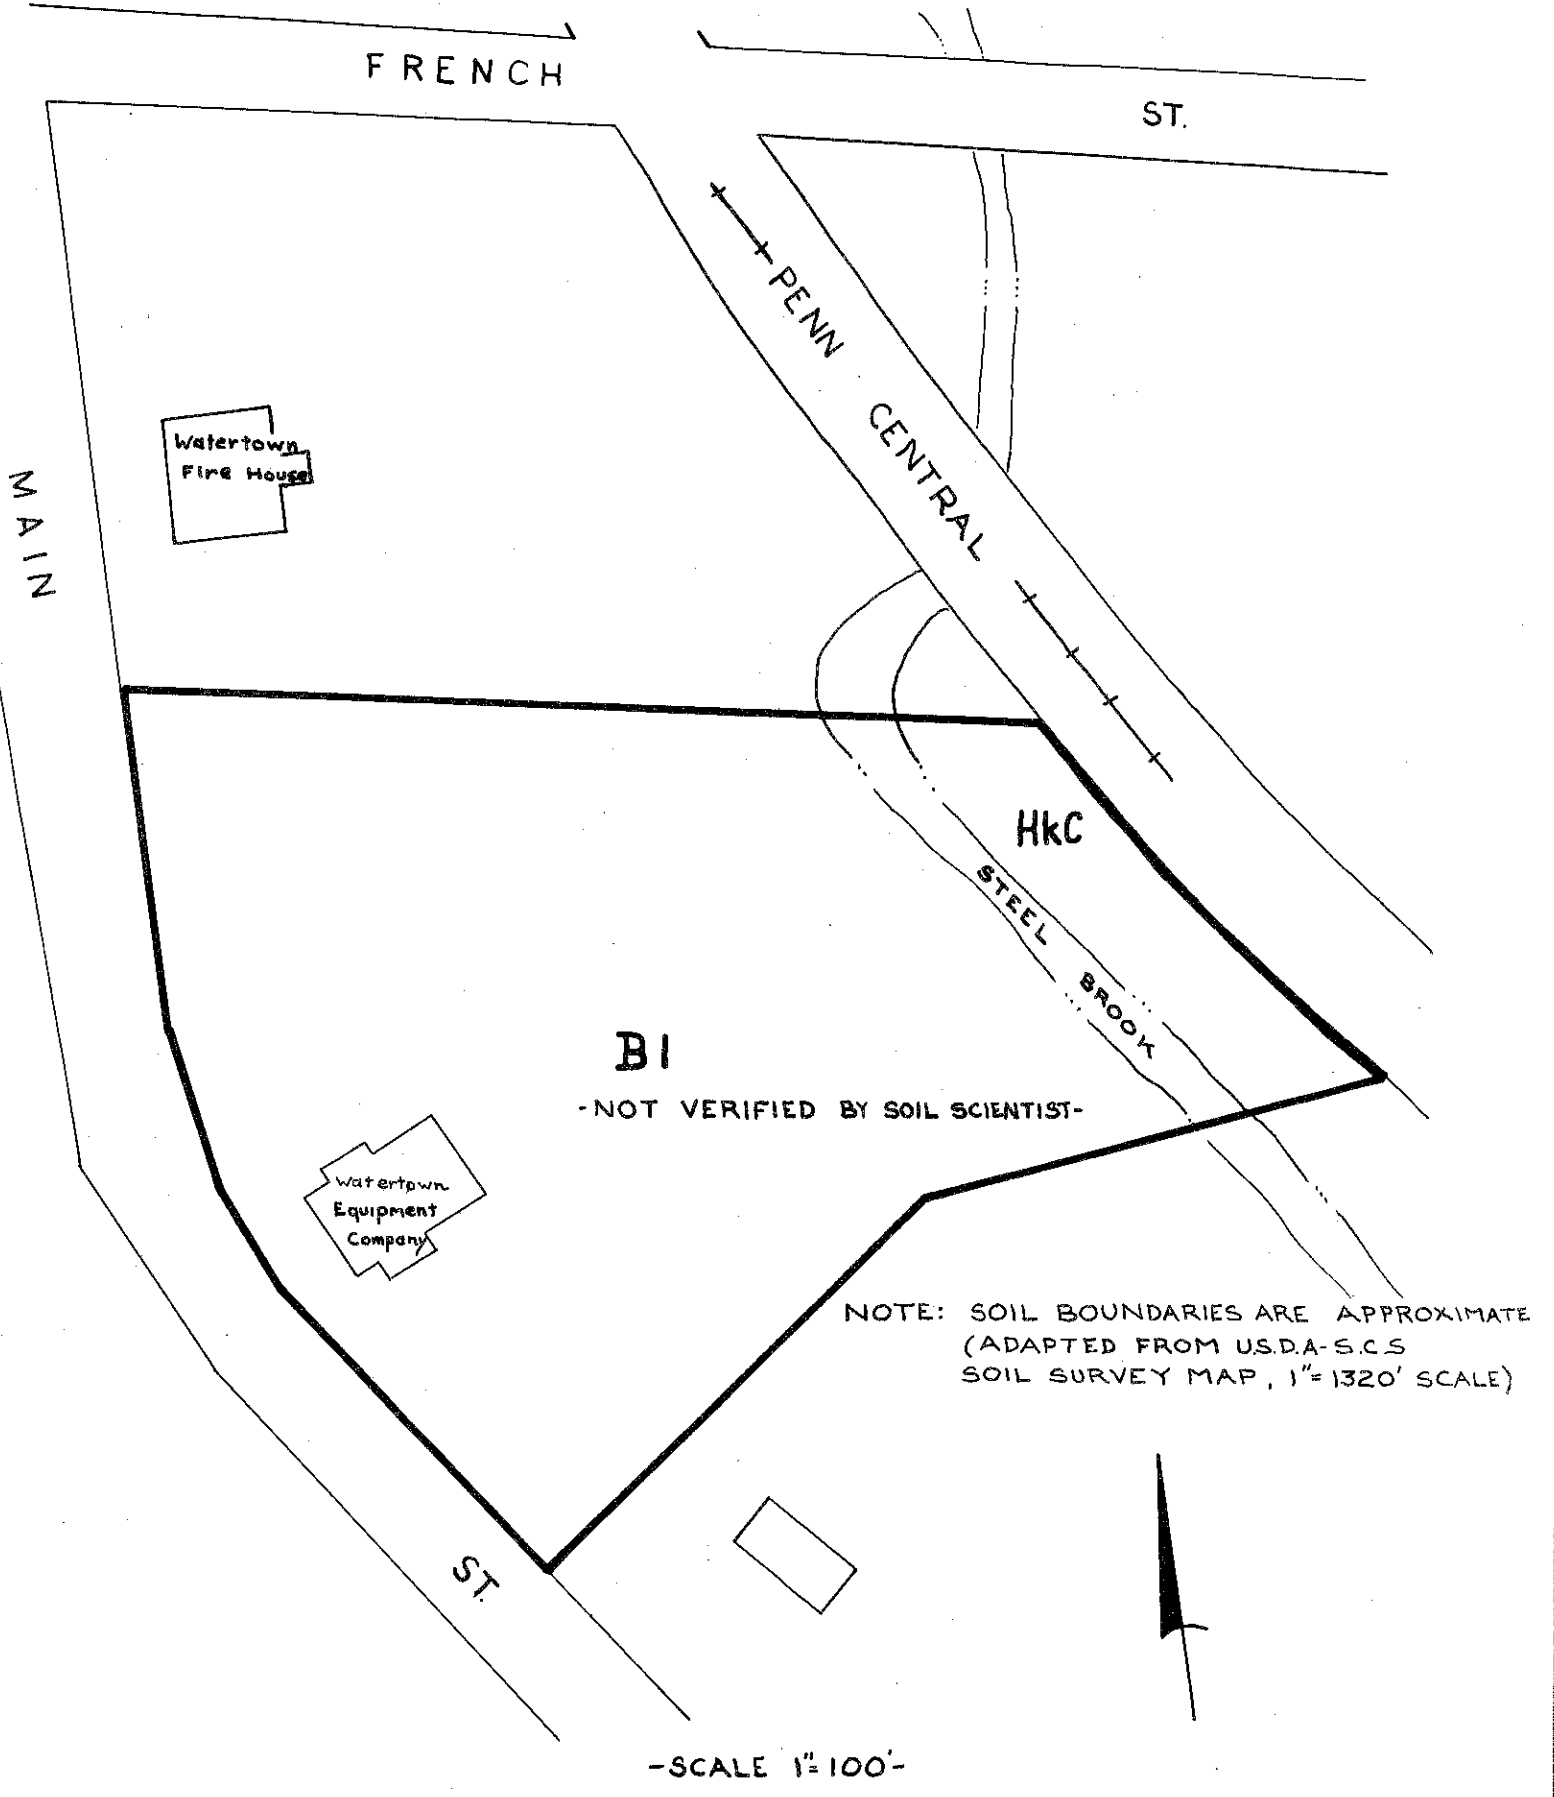 FRENCH ST.
PENN CENTRAL
Watertown
Fire House
MAIN ST.
HkC
STEEL BROOK
B1
-NOT VERIFIED BY SOIL SCIENTIST-
Watertown
Equipment
Company
NOTE: SOIL BOUNDARIES ARE APPROXIMATE
(ADAPTED FROM U.S.D.A-S.C.S
SOIL SURVEY MAP, 1"=1320' SCALE)
-SCALE 1"=100'-